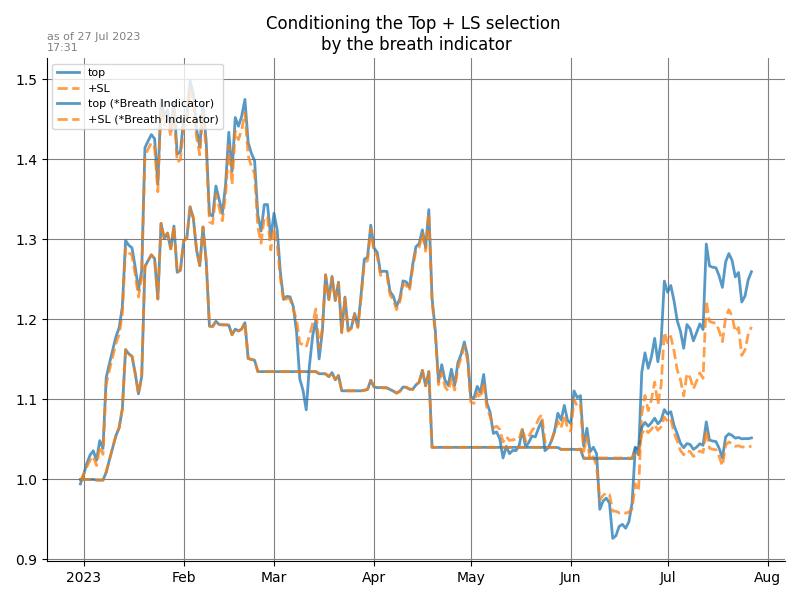 Conditioning the Top + LS selection
by the breath indicator
as of 27 Jul 2023
17:31
top
+SL
top (*Breath Indicator)
+SL (*Breath Indicator)
1.5
1.4
1.3
1.2
1.1
1.0
0.9
2023 Feb Mar Apr May Jun Jul Aug